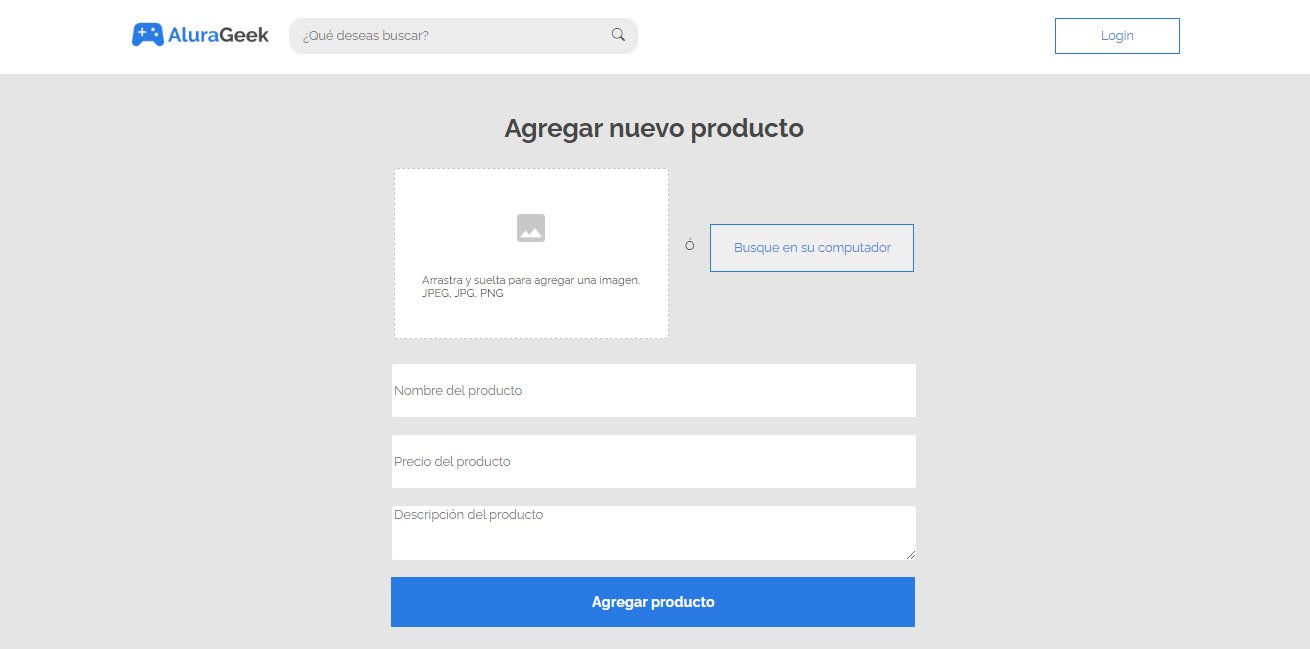 AluraGeek
¿Qué deseas buscar?
Login
Agregar nuevo producto
Arrastra y suelta para agregar una imagen.
JPEG, JPG, PNG
Ó
Busque en su computador
Nombre del producto
Precio del producto
Descripción del producto
Agregar producto